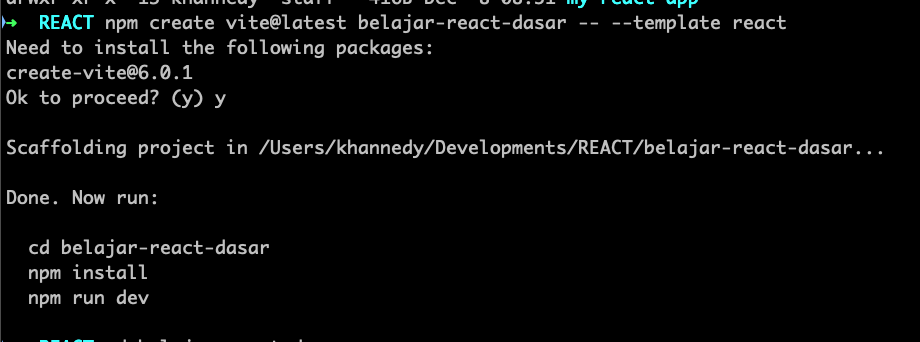 ➜ REACT npm create vite@latest belajar-react-dasar -- --template react
Need to install the following packages:
create-vite@6.0.1
Ok to proceed? (y) y
Scaffolding project in /Users/khannedy/Developments/REACT/belajar-react-dasar...
Done. Now run:
cd belajar-react-dasar
npm install
npm run dev